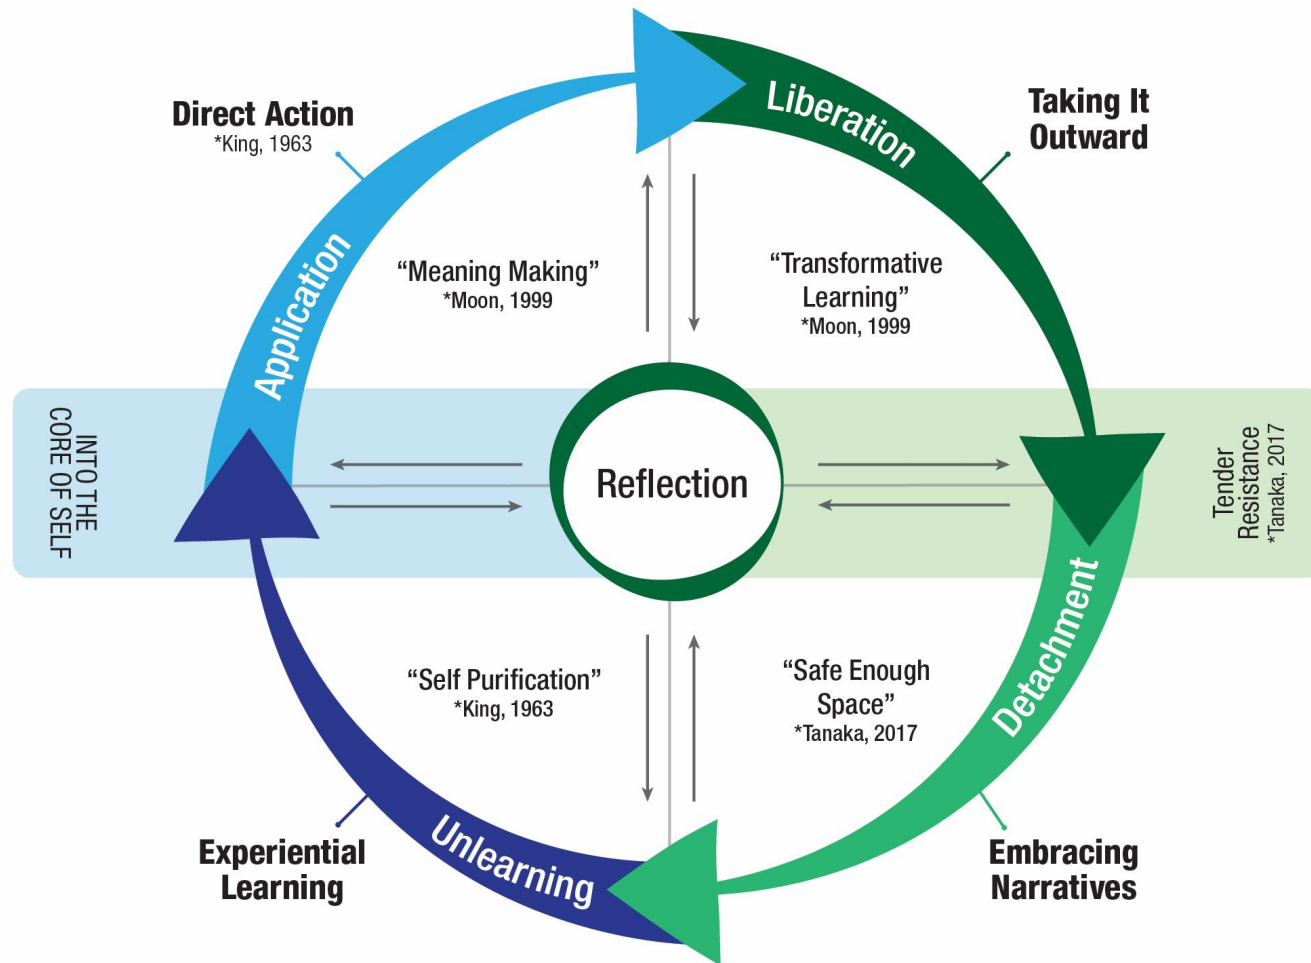 Direct Action
*King, 1963
Liberation
Taking It
Outward
Application
“Meaning Making”
*Moon, 1999
“Transformative
Learning”
*Moon, 1999
INTO THE
CORE OF SELF
Reflection
Tender
Resistance
*Tanaka, 2017
“Self Purification”
*King, 1963
“Safe Enough
Space”
*Tanaka, 2017
Detachment
Experiential
Learning
Unlearning
Embracing
Narratives